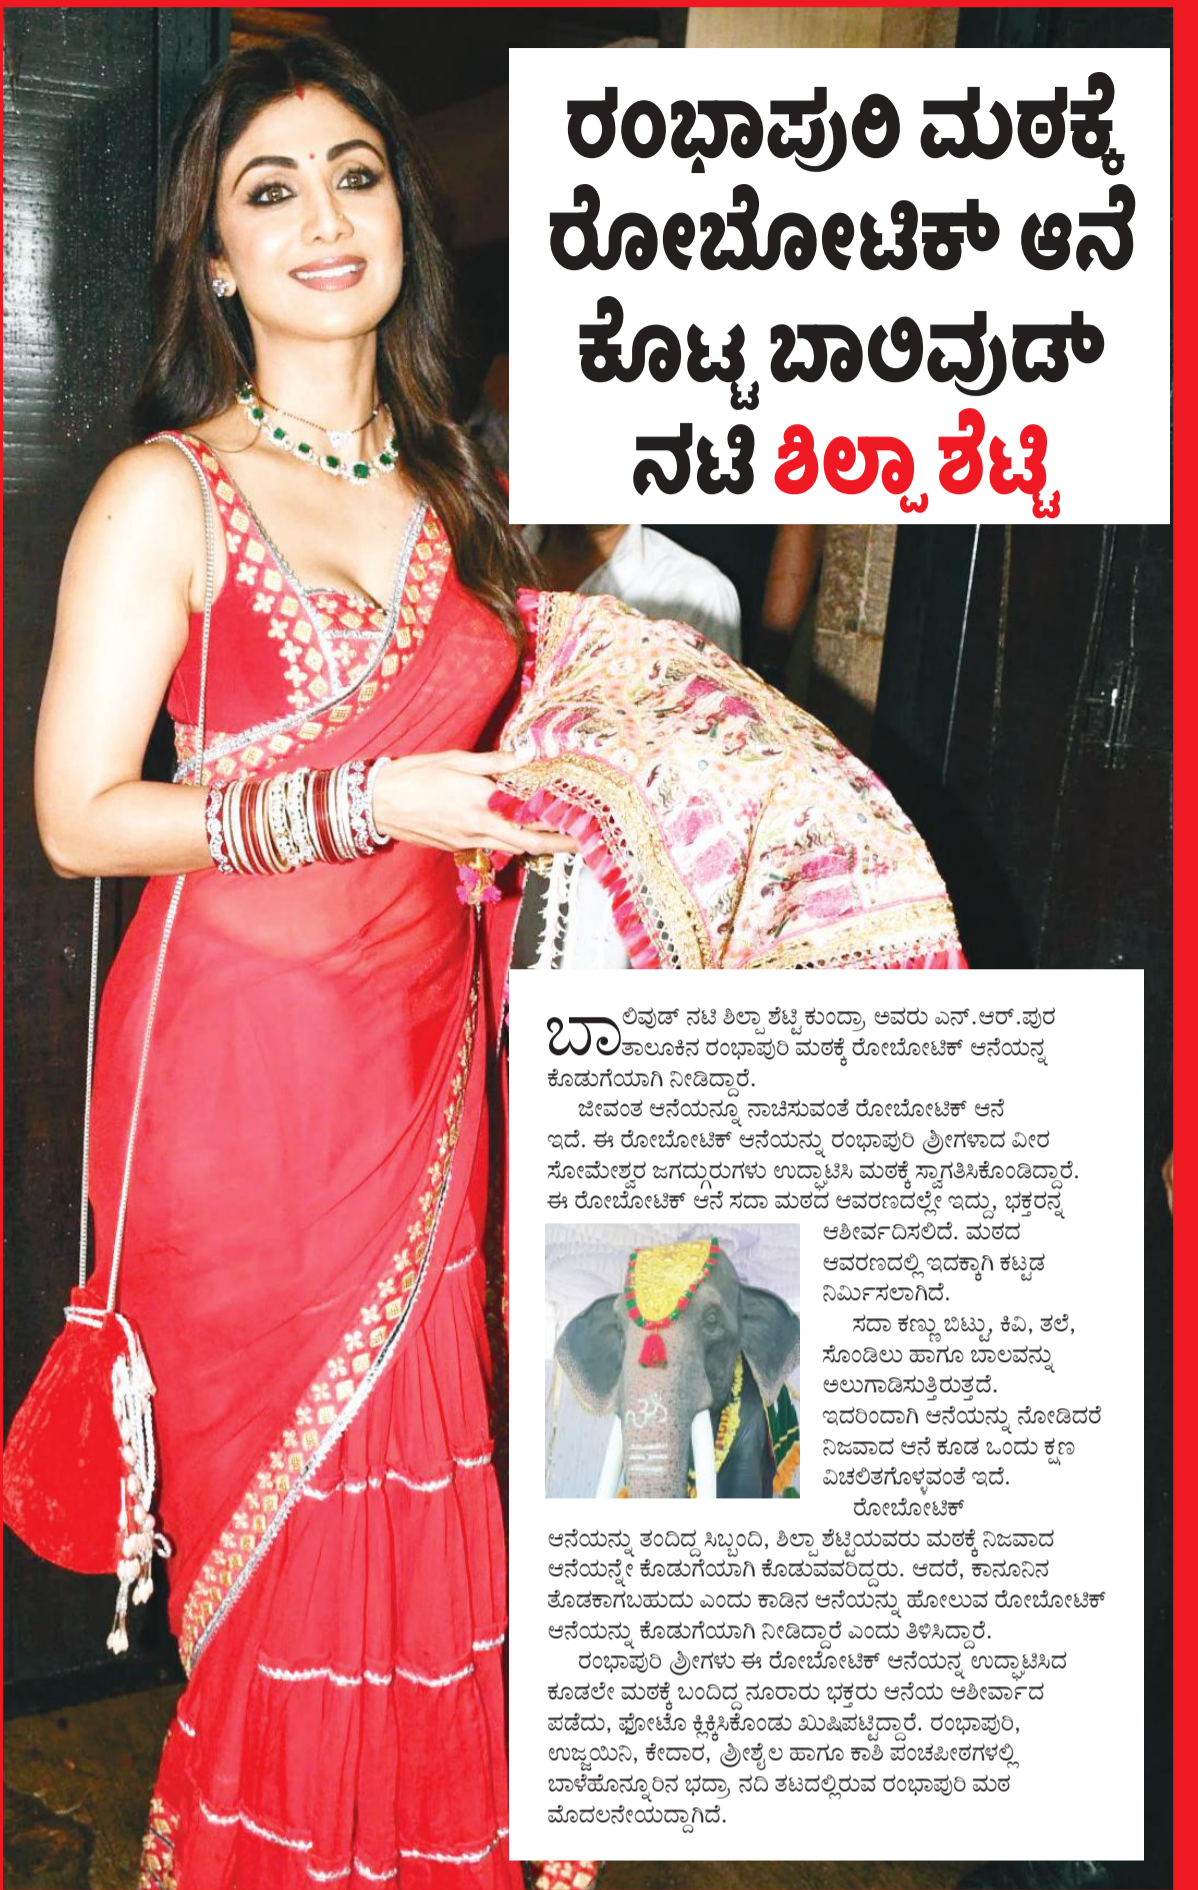 ರಂಭಾಪುರಿ ಮಠಕ್ಕೆ
ರೋಬೋಟಿಕ್ ಆನೆ
ಕೊಟ್ಟ ಬಾಲಿವುಡ್
ನಟಿ ಶಿಲ್ಪಾ ಶೆಟ್ಟಿ
ಬಾಲಿವುಡ್ ನಟಿ ಶಿಲ್ಪಾ ಶೆಟ್ಟಿ ಕುಂದ್ರಾ ಅವರು ಎನ್.ಆರ್.ಪುರ
ತಾಲೂಕಿನ ರಂಭಾಪುರಿ ಮಠಕ್ಕೆ ರೋಬೋಟಿಕ್ ಆನೆಯನ್ನ
ಕೊಡುಗೆಯಾಗಿ ನೀಡಿದ್ದಾರೆ.
ಜೀವಂತ ಆನೆಯನ್ನೂ ನಾಚಿಸುವಂತೆ ರೋಬೋಟಿಕ್ ಆನೆ
ಇದೆ. ಈ ರೋಬೋಟಿಕ್ ಆನೆಯನ್ನು ರಂಭಾಪುರಿ ಶ್ರೀಗಳಾದ ವೀರ
ಸೋಮೇಶ್ವರ ಜಗದ್ಗುರುಗಳು ಉದ್ಘಾಟಿಸಿ ಮಠಕ್ಕೆ ಸ್ವಾಗತಿಸಿಕೊಂಡಿದ್ದಾರೆ.
ಈ ರೋಬೋಟಿಕ್ ಆನೆ ಸದಾ ಮಠದ ಆವರಣದಲ್ಲೇ ಇದ್ದು, ಭಕ್ತರನ್ನ
ಆಶೀರ್ವದಿಸಲಿದೆ. ಮಠದ
ಆವರಣದಲ್ಲಿ ಇದಕ್ಕಾಗಿ ಕಟ್ಟಡ
ನಿರ್ಮಿಸಲಾಗಿದೆ.
ಸದಾ ಕಣ್ಣು ಬಿಟ್ಟು, ಕಿವಿ, ತಲೆ,
ಸೊಂಡಿಲು ಹಾಗೂ ಬಾಲವನ್ನು
ಅಲುಗಾಡಿಸುತ್ತಿರುತ್ತದೆ.
ಇದರಿಂದಾಗಿ ಆನೆಯನ್ನು ನೋಡಿದರೆ
ನಿಜವಾದ ಆನೆ ಕೂಡ ಒಂದು ಕ್ಷಣ
ವಿಚಲಿತಗೊಳ್ಳವಂತೆ ಇದೆ.
ರೋಬೋಟಿಕ್
ಆನೆಯನ್ನು ತಂದಿದ್ದ ಸಿಬ್ಬಂದಿ, ಶಿಲ್ಪಾ ಶೆಟ್ಟಿಯವರು ಮಠಕ್ಕೆ ನಿಜವಾದ
ಆನೆಯನ್ನೇ ಕೊಡುಗೆಯಾಗಿ ಕೊಡುವವರಿದ್ದರು. ಆದರೆ, ಕಾನೂನಿನ
ತೊಡಕಾಗಬಹುದು ಎಂದು ಕಾಡಿನ ಆನೆಯನ್ನು ಹೋಲುವ ರೋಬೋಟಿಕ್
ಆನೆಯನ್ನು ಕೊಡುಗೆಯಾಗಿ ನೀಡಿದ್ದಾರೆ ಎಂದು ತಿಳಿಸಿದ್ದಾರೆ.
ರಂಭಾಪುರಿ ಶ್ರೀಗಳು ಈ ರೋಬೋಟಿಕ್ ಆನೆಯನ್ನ ಉದ್ಘಾಟಿಸಿದ
ಕೂಡಲೇ ಮಠಕ್ಕೆ ಬಂದಿದ್ದ ನೂರಾರು ಭಕ್ತರು ಆನೆಯ ಆಶೀರ್ವಾದ
ಪಡೆದು, ಫೋಟೊ ಕ್ಲಿಕ್ಕಿಸಿಕೊಂಡು ಖುಷಿಪಟ್ಟಿದ್ದಾರೆ. ರಂಭಾಪುರಿ,
ಉಜ್ಜಯಿನಿ, ಕೇದಾರ, ಶ್ರೀಶೈಲ ಹಾಗೂ ಕಾಶಿ ಪಂಚಪೀಠಗಳಲ್ಲಿ
ಬಾಳೆಹೊನ್ನೂರಿನ ಭದ್ರಾ ನದಿ ತಟದಲ್ಲಿರುವ ರಂಭಾಪುರಿ ಮಠ
ಮೊದಲನೇಯದ್ದಾಗಿದೆ.